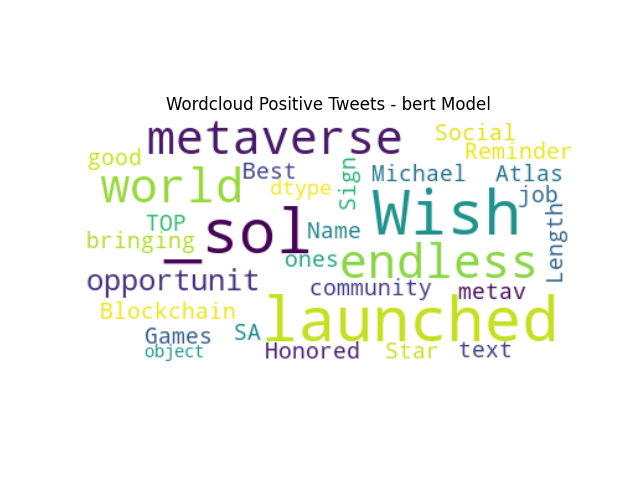 Wordcloud Positive Tweets - bert Model
metaverse
Social
good
Reminder
world
Best
dtype
Sign
Michael
Atlas
Wish
job
TOP
_sol
Name
Length
bringing
ones
endless
opportunit
community
metav
Blockchain
launched
Games
SA
object
Honored
Star
text